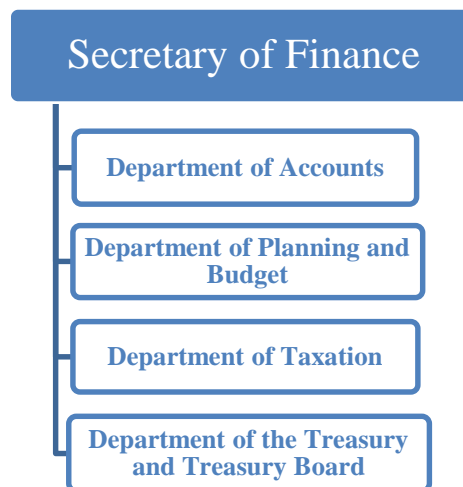 Secretary of Finance
Department of Accounts
Department of Planning and
Budget
Department of Taxation
Department of the Treasury
and Treasury Board